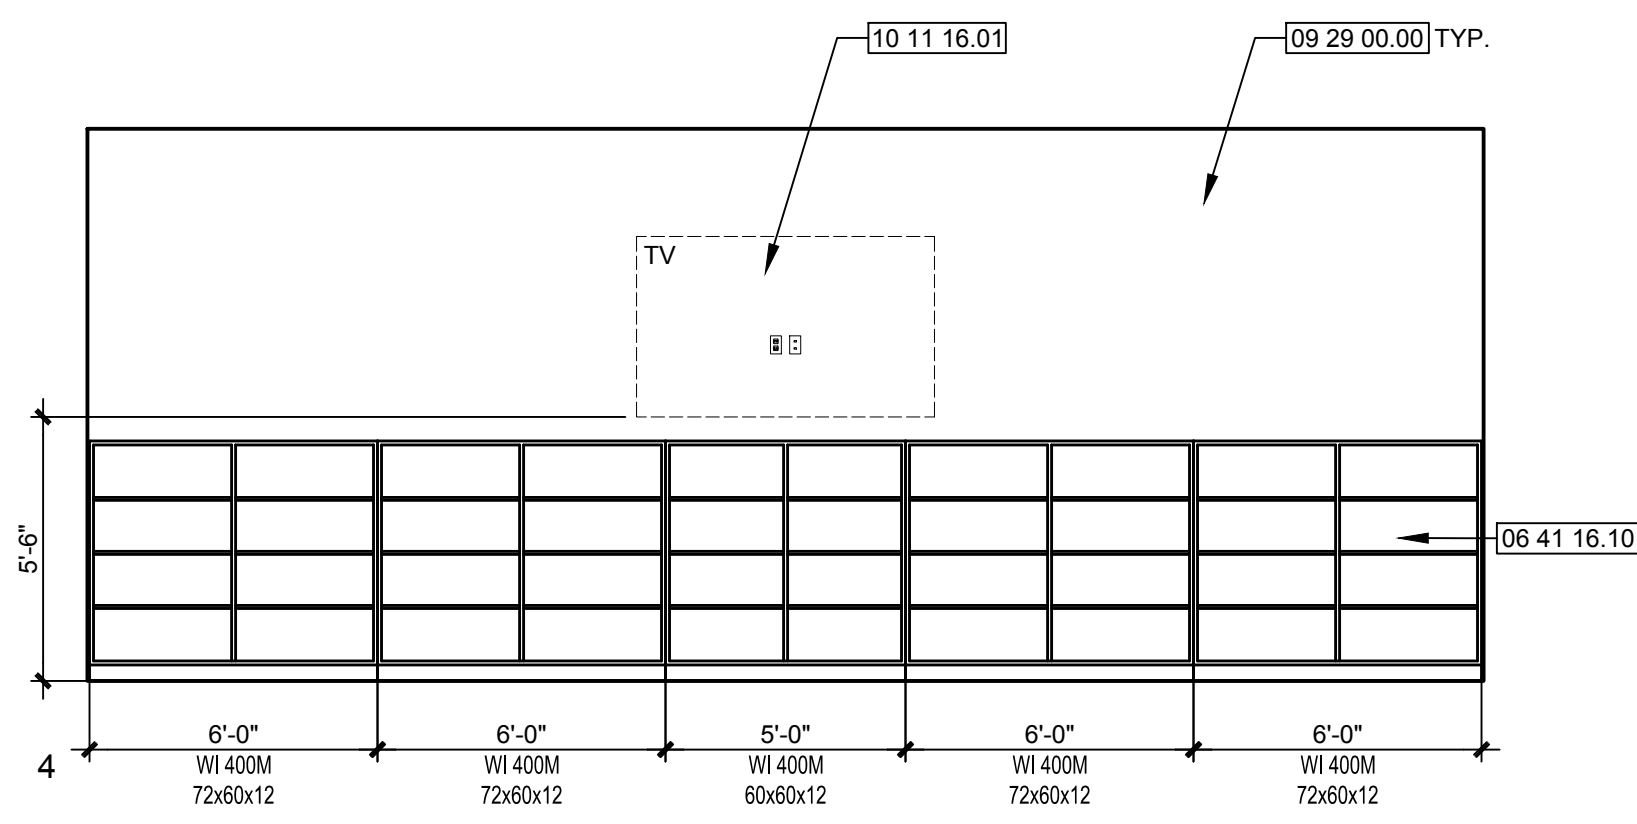 10 11 16.01
09 29 00.00 TYP.
TV
5'-6"
06 41 16.10
6'-0" 6'-0" 5'-0" 6'-0" 6'-0"
4 WI 400M WI 400M WI 400M WI 400M WI 400M
72x60x12 72x60x12 60x60x12 72x60x12 72x60x12